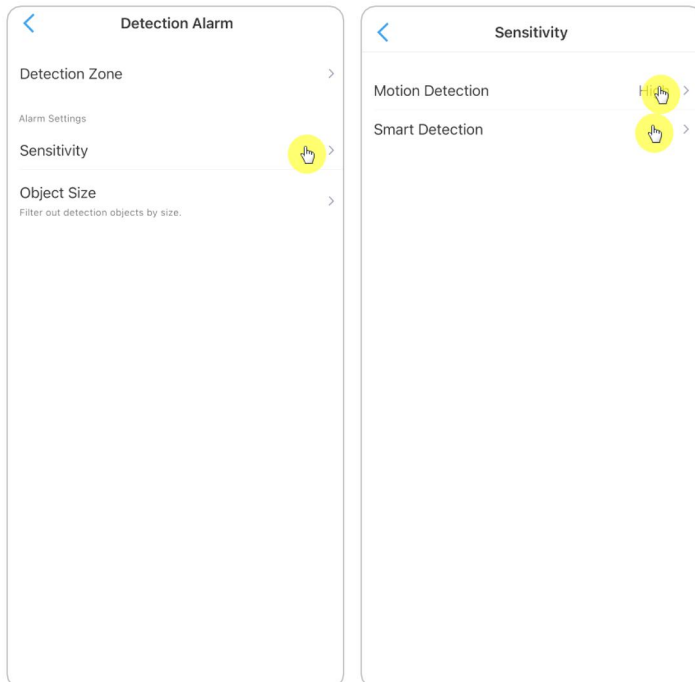 Detection Alarm
Detection Zone
Alarm Settings
Sensitivity
Object Size
Filter out detection objects by size.
Sensitivity
Motion Detection
High
Smart Detection